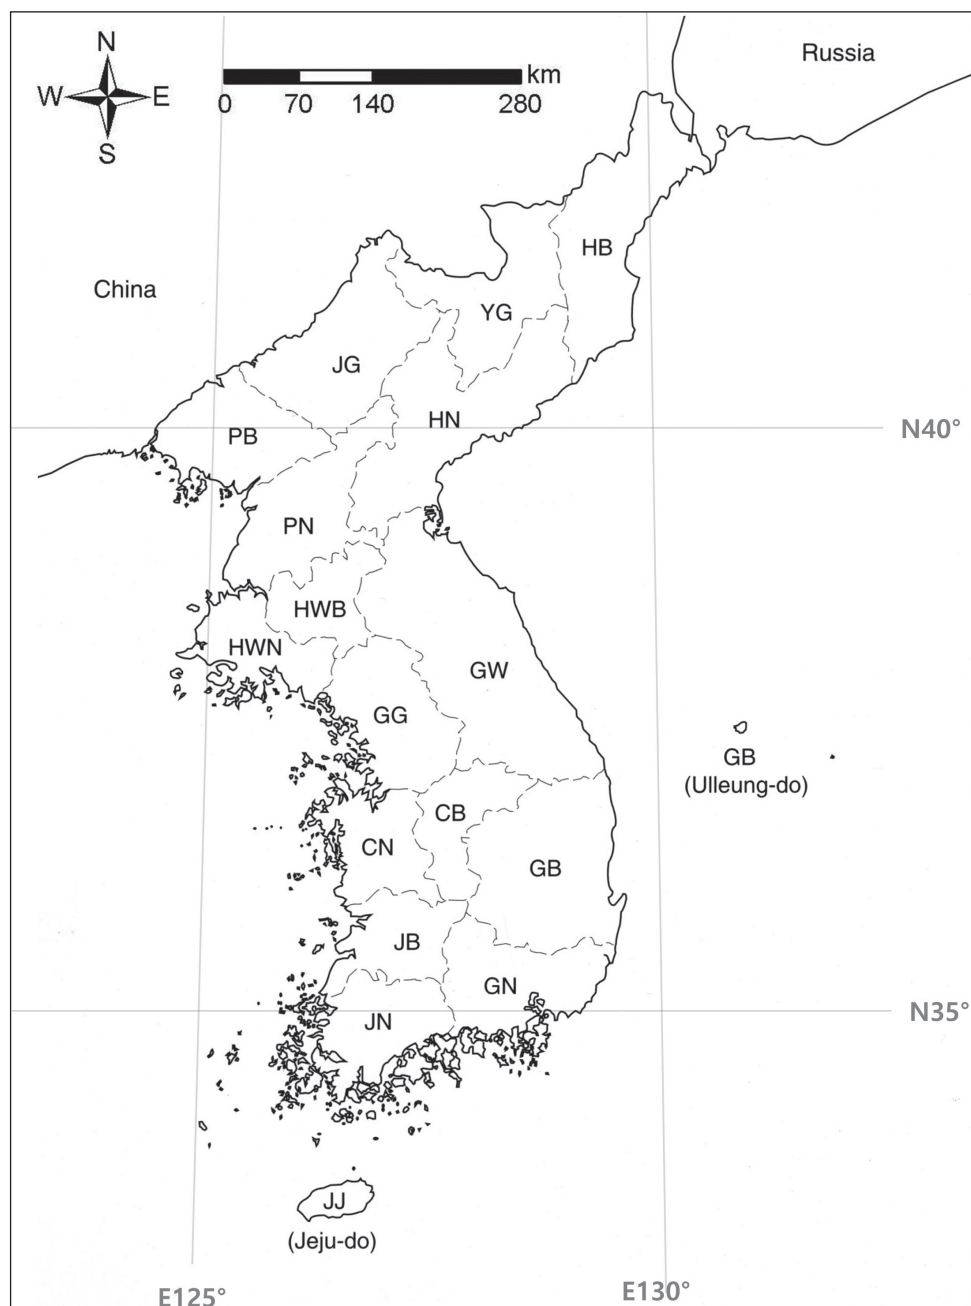 N
W E
S
km
0 70 140 280
Russia
China
HB
YG
JG
HN
PB
N40°
PN
HWB
HWN
GW
GG
GB
(Ulleung-do)
CB
CN
GB
JB
GN
N35°
JN
JJ
(Jeju-do)
E125°
E130°